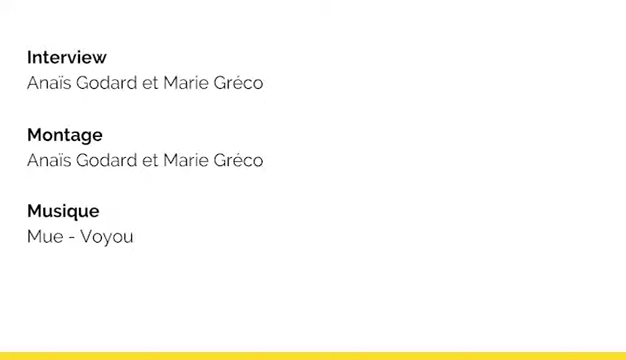 Interview
Anaïs Godard et Marie Gréco
Montage
Anaïs Godard et Marie Gréco
Musique
Mue - Voyou